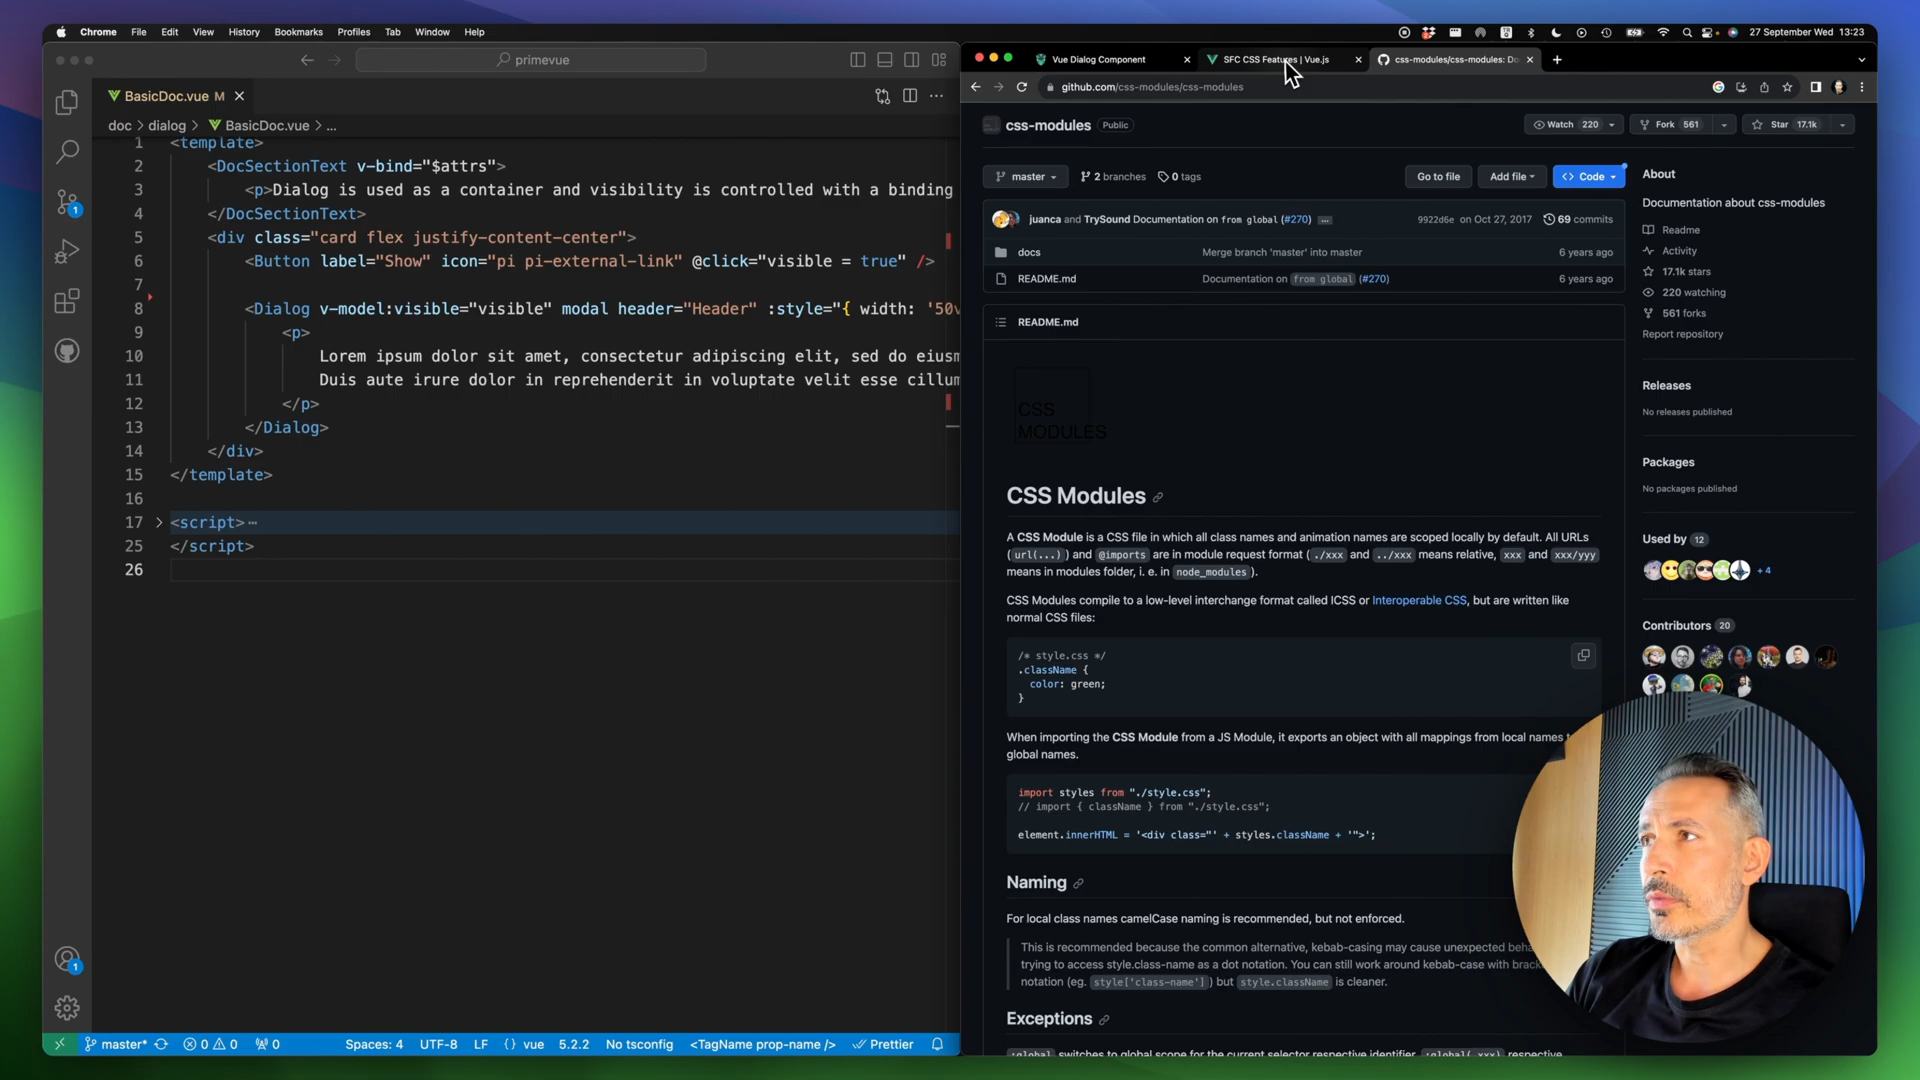 Chrome File Edit View History Bookmarks Profiles Tab Window Help
27 September Wed 13:23
primevue
BasicDoc.vue M
doc > dialog > BasicDoc.vue > ...
1 <template>
2 <DocSectionText v-bind="$attrs">
3 <p>Dialog is used as a container and visibility is controlled with a binding
4 </DocSectionText>
5 <div class="card flex justify-content-center">
6 <Button label="Show" icon="pi pi-external-link" @click="visible = true" />
7
8 <Dialog v-model:visible="visible" modal header="Header" :style="{ width: '50v
9 <p>
10 Lorem ipsum dolor sit amet, consectetur adipiscing elit, sed do eiusm
11 Duis aute irure dolor in reprehenderit in voluptate velit esse cillum
12 </p>
13 </Dialog>
14 </div>
15 </template>
16
17 <script> ...
25 </script>
26
1
1
master* 0 0 0 Spaces: 4 UTF-8 LF {} vue 5.2.2 No tsconfig <TagName prop-name /> Prettier
Vue Dialog Component
SFC CSS Features | Vue.js
css-modules/css-modules: Do
github.com/css-modules/css-modules
css-modules Public
Watch 220 Fork 561 Star 17.1k
master 2 branches 0 tags Go to file Add file Code
juanca and TrySound Documentation on from global (#270) ... 9922d6e on Oct 27, 2017 69 commits
docs Merge branch 'master' into master 6 years ago
README.md Documentation on from global (#270) 6 years ago
README.md
CSS
MODULES
CSS Modules
A CSS Module is a CSS file in which all class names and animation names are scoped locally by default. All URLs
(url(...)) and @imports are in module request format (./xxx and ../xxx means relative, xxx and xxx/yyy
means in modules folder, i. e. in node_modules).
CSS Modules compile to a low-level interchange format called ICSS or Interoperable CSS, but are written like
normal CSS files:
/* style.css */
.className {
color: green;
}
When importing the CSS Module from a JS Module, it exports an object with all mappings from local names
global names.
import styles from "./style.css";
// import { className } from "./style.css";
element.innerHTML = '<div class="' + styles.className + '">';
Naming
For local class names camelCase naming is recommended, but not enforced.
This is recommended because the common alternative, kebab-casing may cause unexpected
trying to access style.class-name as a dot notation. You can still work around kebab-case with
notation (eg. style['class-name']) but style.className is cleaner.
Exceptions
:global switches to global scope for the current selector respective identifier. :global(.xxx) respective
About
Documentation about css-modules
Readme
Activity
17.1k stars
220 watching
561 forks
Report repository
Releases
No releases published
Packages
No packages published
Used by 12
+ 4
Contributors 20